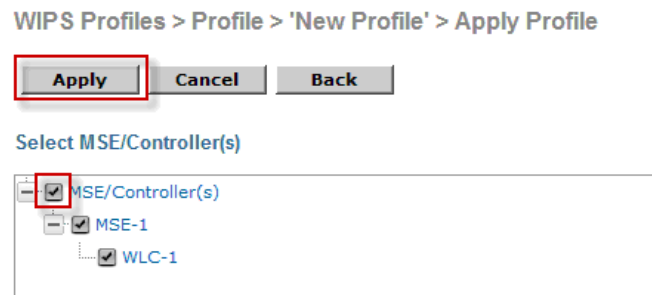 WIPS Profiles > Profile > 'New Profile' > Apply Profile
Apply Cancel Back
Select MSE/Controller(s)
MSE/Controller(s)
MSE-1
WLC-1